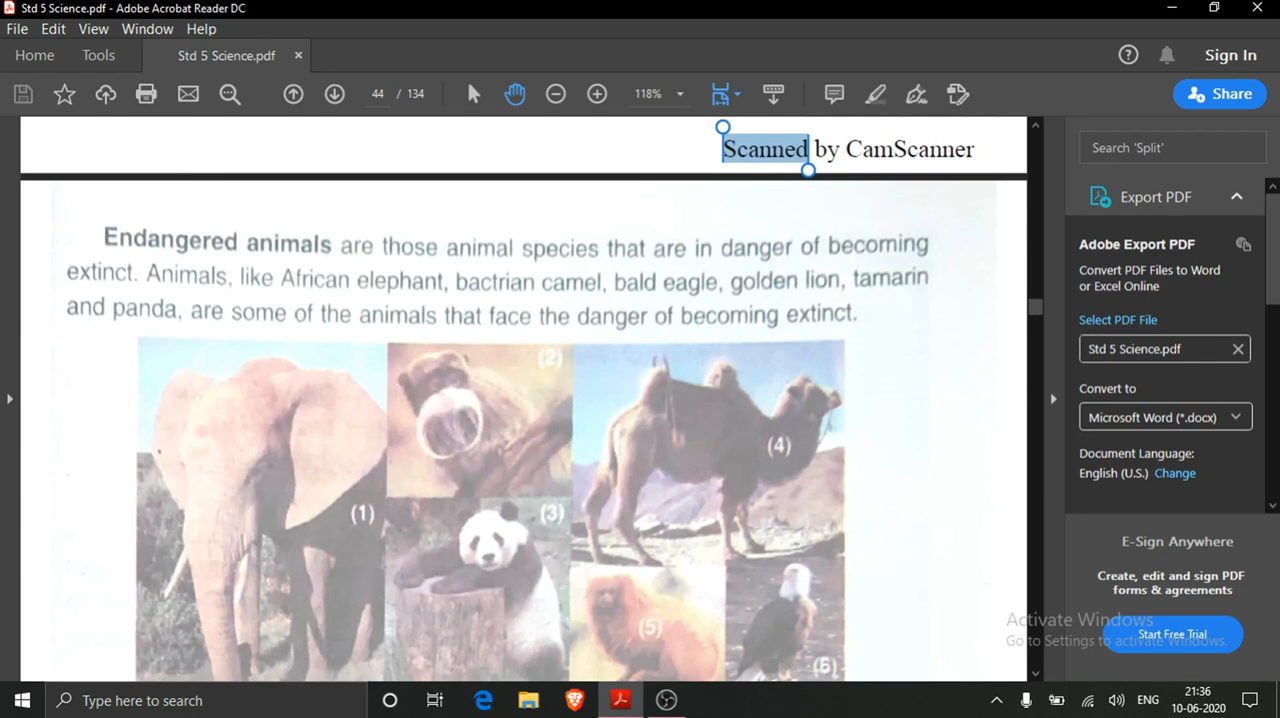 Std 5 Science.pdf - Adobe Acrobat Reader DC
File Edit View Window Help
Home Tools Std 5 Science.pdf × Sign In
44 / 134 118% Share
Scanned by CamScanner
Endangered animals are those animal species that are in danger of becoming
extinct. Animals, like African elephant, bactrian camel, bald eagle, golden lion, tamarin
and panda, are some of the animals that face the danger of becoming extinct.
(1)
(2)
(3)
(4)
(5)
(6)
Search 'Split'
Export PDF
Adobe Export PDF
Convert PDF Files to Word
or Excel Online
Select PDF File
Std 5 Science.pdf
Convert to
Microsoft Word (*.docx)
Document Language:
English (U.S.) Change
E-Sign Anywhere
Create, edit and sign PDF
forms & agreements
Start Free Trial
Activate Windows
Go to Settings to activate Windows.
Type here to search
ENG
21:36
10-06-2020